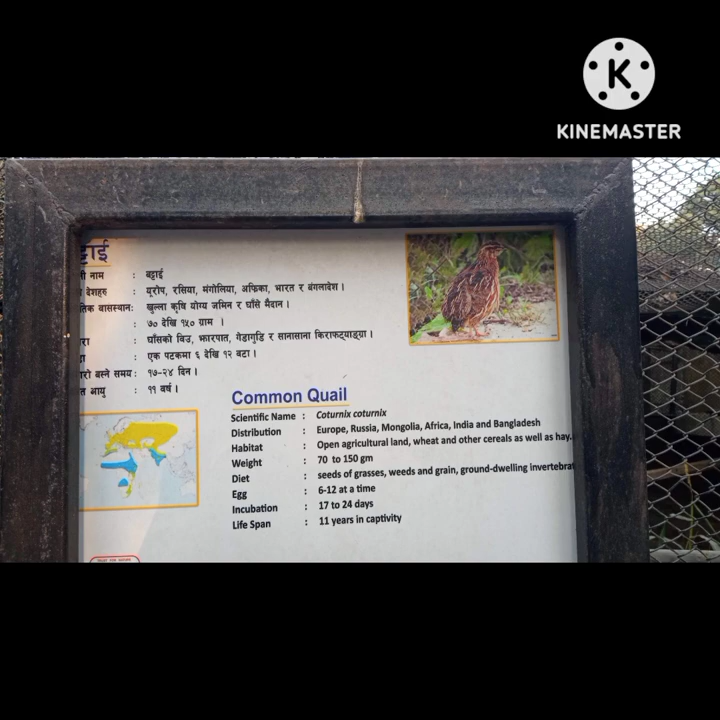 KINEMASTER
ट्टाई
नाम : बट्टाई
देशहरु : यूरोप, रसिया, मंगोलिया, अफ्रिका, भारत र बंगलादेश ।
तिक वासस्थान: खुल्ला कृषि योग्य जमिन र घाँसे मैदान ।
: ७० देखि १५० ग्राम ।
: घाँसको विउ, झारपात, गेडागुडि र सानासाना किराफट्याङ्ग्रा ।
: एक पटकमा ६ देखि १२ वटा ।
बस्ने समय : १७-२४ दिन ।
आयु : ११ वर्ष ।
Common Quail
Scientific Name : Coturnix coturnix
Distribution : Europe, Russia, Mongolia, Africa, India and Bangladesh
Habitat : Open agricultural land, wheat and other cereals as well as hay.
Weight : 70 to 150 gm
Diet : seeds of grasses, weeds and grain, ground-dwelling invertebrat
Egg : 6-12 at a time
Incubation : 17 to 24 days
Life Span : 11 years in captivity